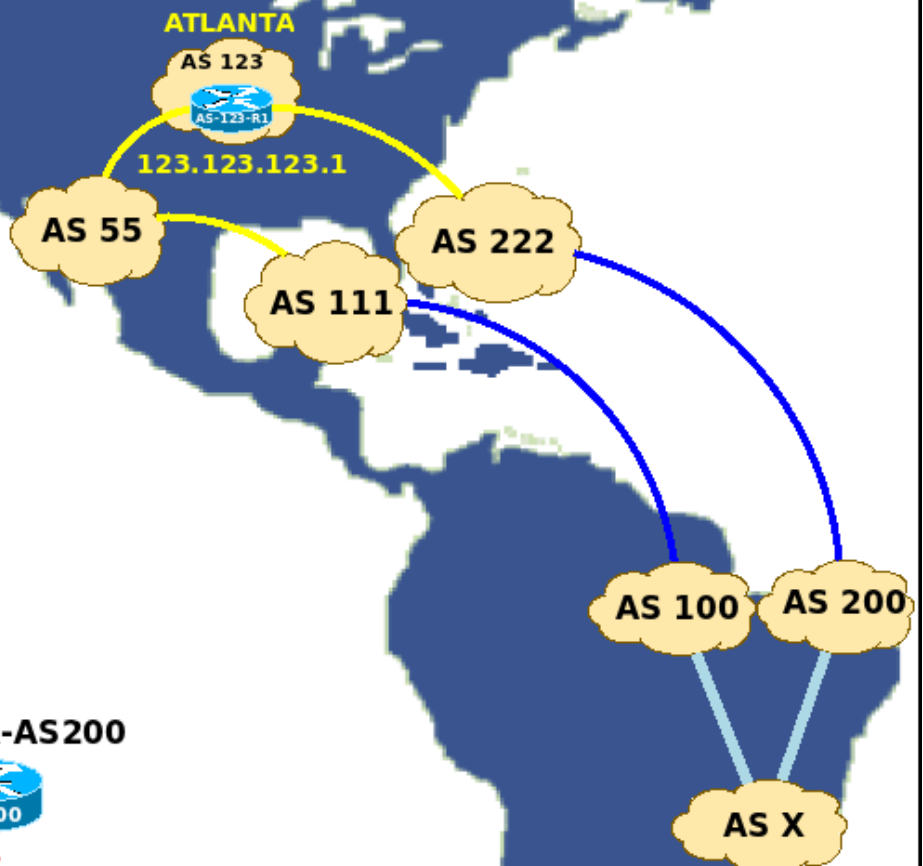 ATLANTA
AS 123
AS-123-R1
123.123.123.1
AS 55
AS 222
AS 111
AS 100
AS 200
-AS200
00
AS X